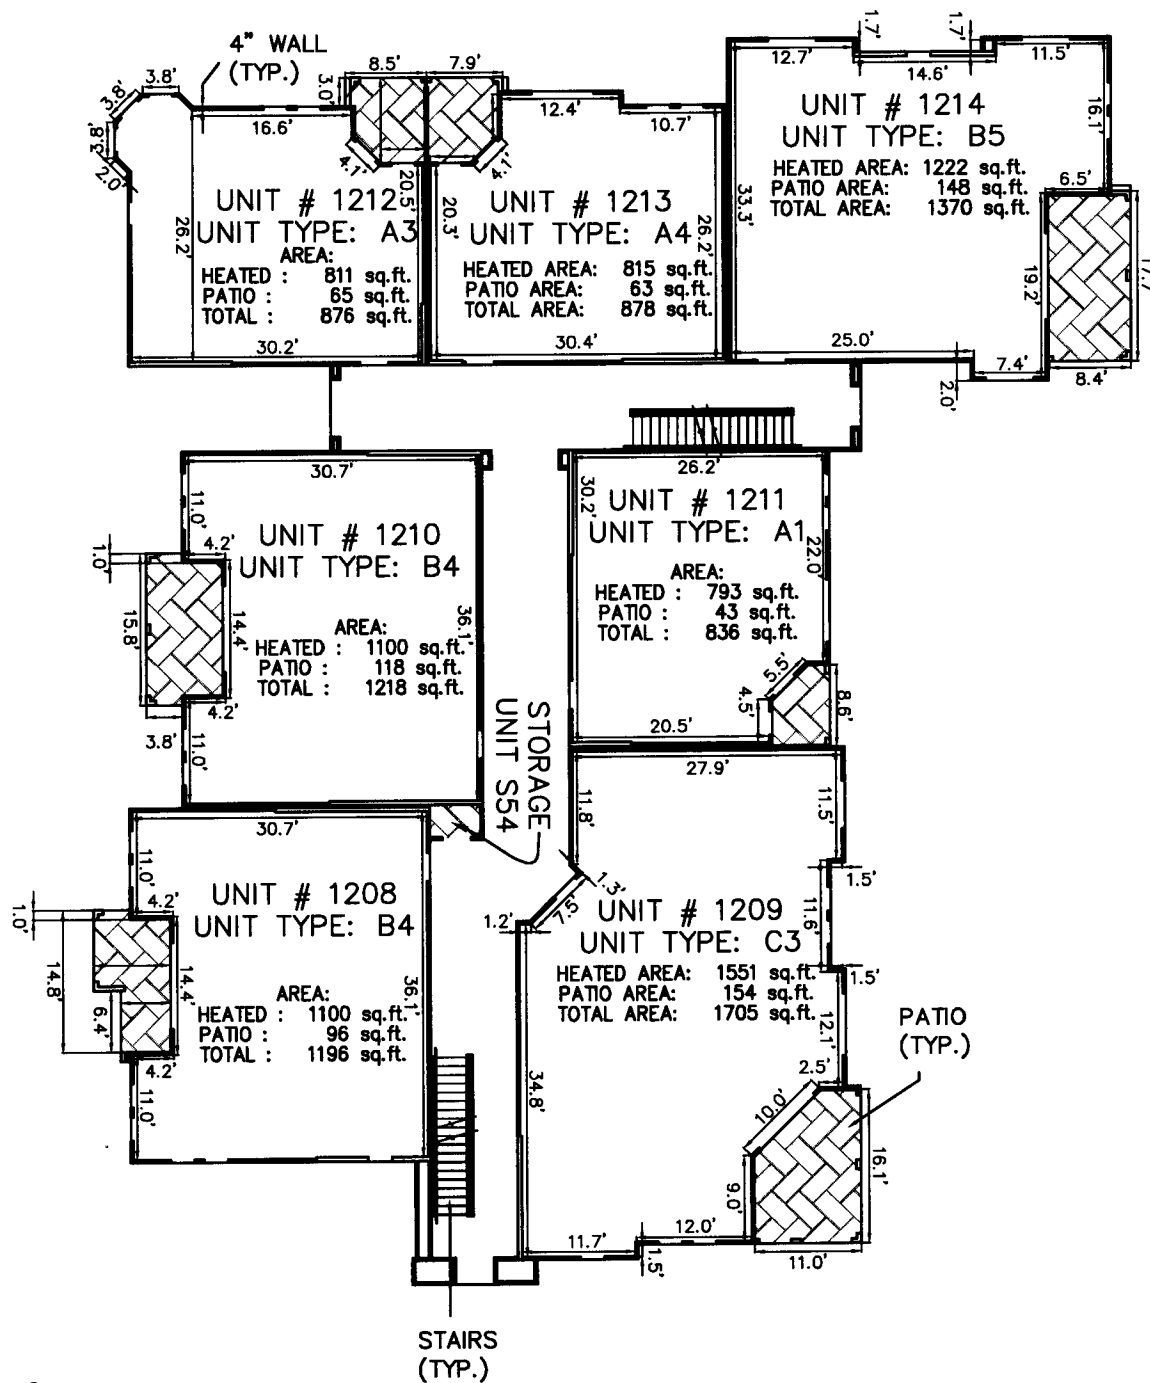 4" WALL
(TYP.)
3.8'
3.8'
3.8'
2.0'
16.6'
3.0'
8.5'
7.9'
4.1'
4.1'
20.5'
26.2'
UNIT # 1212
UNIT TYPE: A3
AREA:
HEATED : 811 sq.ft.
PATIO : 65 sq.ft.
TOTAL : 876 sq.ft.
30.2'
12.4'
10.7'
20.3'
26.2'
UNIT # 1213
UNIT TYPE: A4
HEATED AREA: 815 sq.ft.
PATIO AREA: 63 sq.ft.
TOTAL AREA: 878 sq.ft.
30.4'
1.7'
1.7'
12.7'
14.6'
11.5'
16.1'
UNIT # 1214
UNIT TYPE: B5
HEATED AREA: 1222 sq.ft.
PATIO AREA: 148 sq.ft.
TOTAL AREA: 1370 sq.ft.
33.3'
6.5'
19.2'
25.0'
7.4'
2.0'
8.4'
30.7'
11.0'
4.2'
1.0'
UNIT # 1210
UNIT TYPE: B4
15.8'
14.4'
36.1'
AREA:
HEATED : 1100 sq.ft.
PATIO : 118 sq.ft.
TOTAL : 1218 sq.ft.
4.2'
3.8'
11.0'
26.2'
30.2'
UNIT # 1211
UNIT TYPE: A1
22.0'
AREA:
HEATED : 793 sq.ft.
PATIO : 43 sq.ft.
TOTAL : 836 sq.ft.
5.5'
4.5'
8.6'
20.5'
STORAGE
UNIT S54
30.7'
11.0'
4.2'
1.0'
UNIT # 1208
UNIT TYPE: B4
14.8'
14.4'
6.4'
36.1'
AREA:
HEATED : 1100 sq.ft.
PATIO : 96 sq.ft.
TOTAL : 1196 sq.ft.
4.2'
11.0'
27.9'
11.8'
11.5'
1.3'
7.5'
1.2'
1.5'
11.6'
1.5'
UNIT # 1209
UNIT TYPE: C3
HEATED AREA: 1551 sq.ft.
PATIO AREA: 154 sq.ft.
TOTAL AREA: 1705 sq.ft.
12.1'
2.5'
34.8'
10.0'
9.0'
16.1'
11.7'
12.0'
1.5'
11.0'
PATIO
(TYP.)
STAIRS
(TYP.)